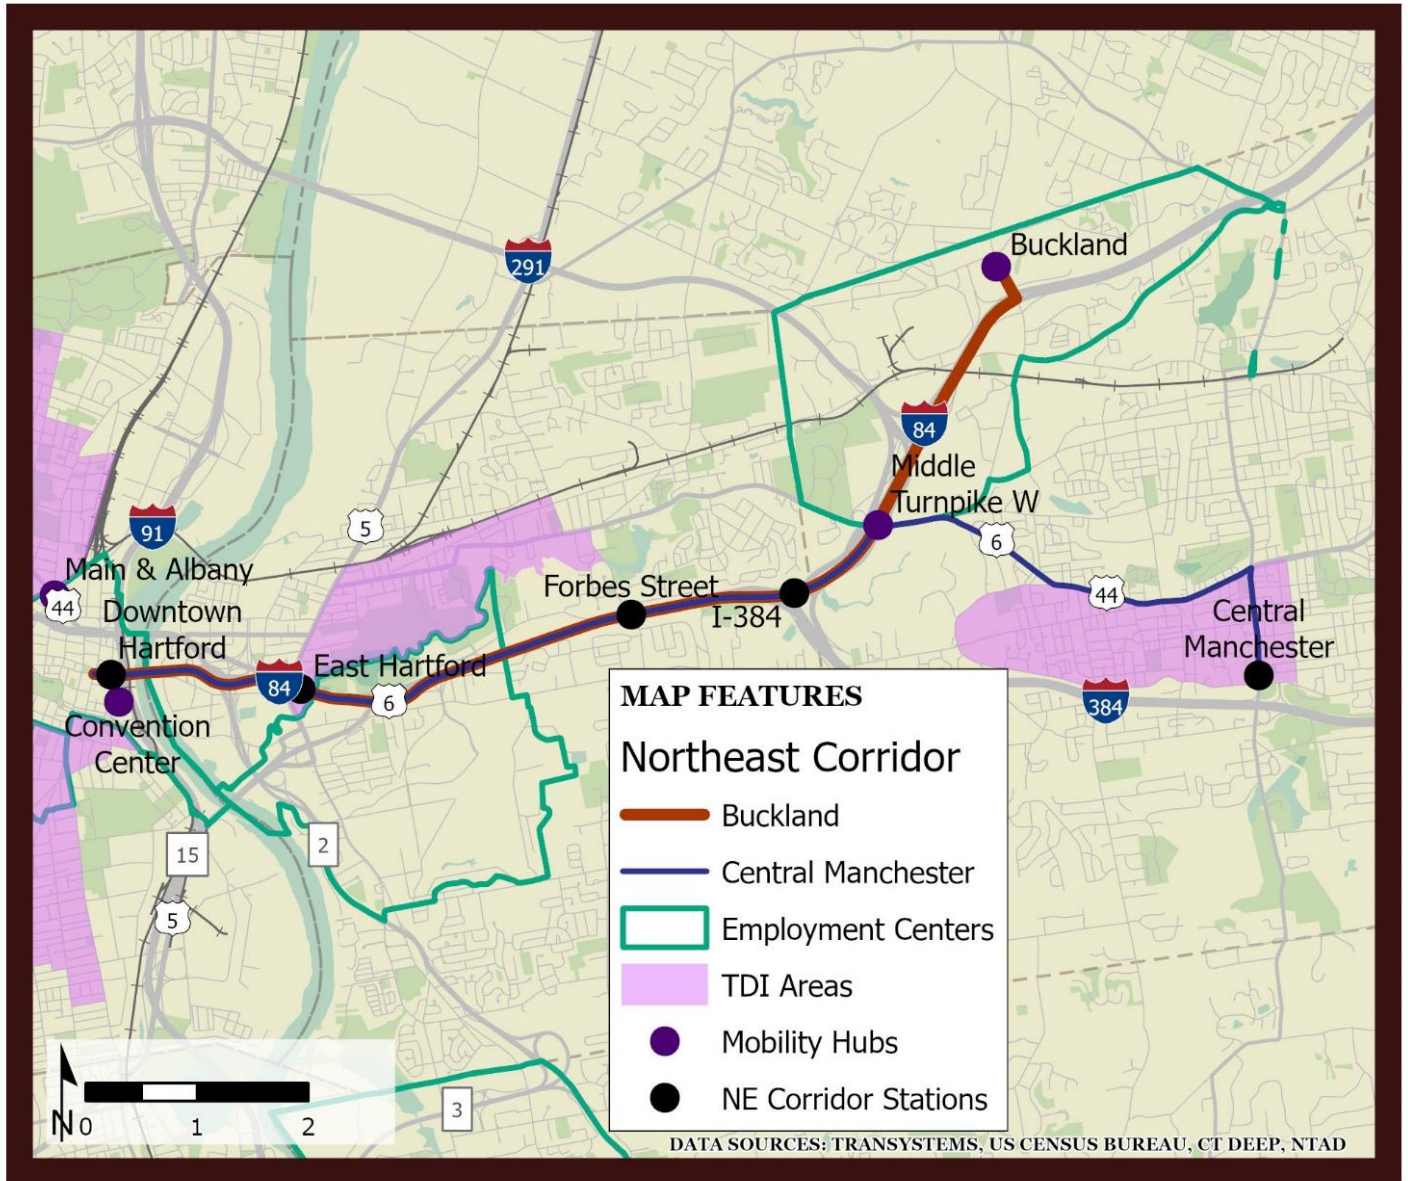 Buckland
291
84
Middle
Turnpike W
91
5
6
Main & Albany
44
Downtown
Hartford
Forbes Street
I-384
44
Central
Manchester
East Hartford
84
6
384
Convention
Center
15
2
5
3
MAP FEATURES
Northeast Corridor
Buckland
Central Manchester
Employment Centers
TDI Areas
Mobility Hubs
NE Corridor Stations
N 0 1 2
DATA SOURCES: TRANSYSTEMS, US CENSUS BUREAU, CT DEEP, NTAD